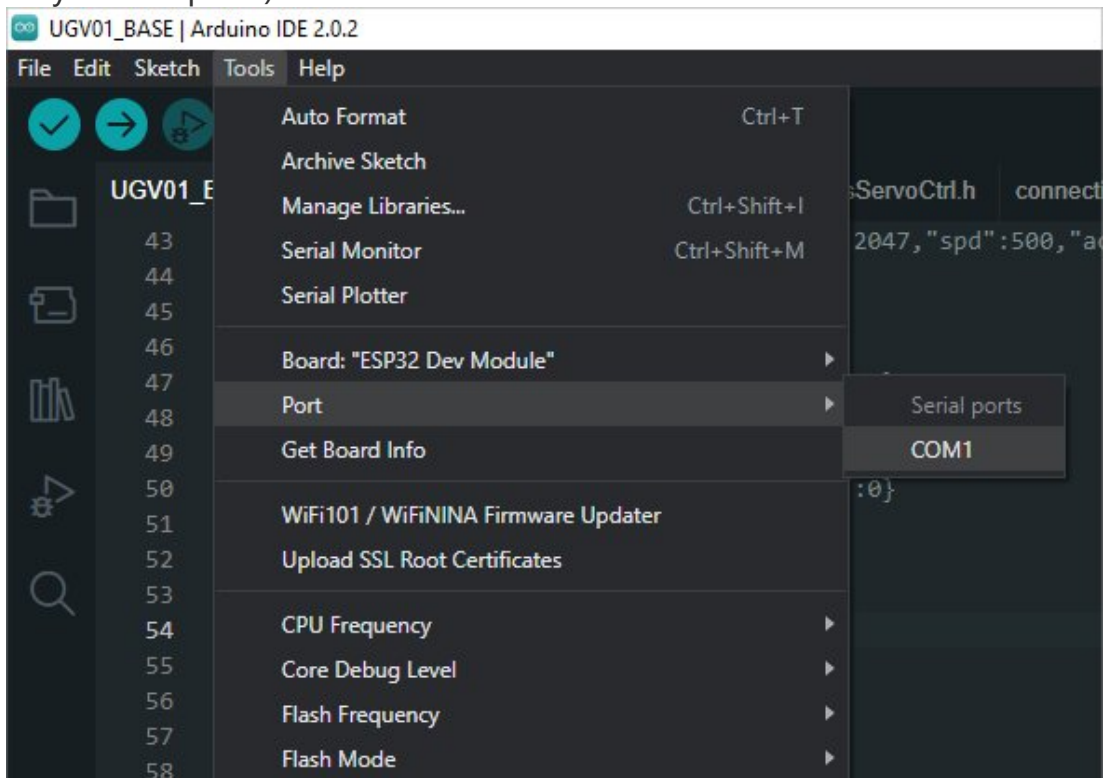 UGV01_BASE | Arduino IDE 2.0.2
File Edit Sketch Tools Help
Auto Format Ctrl+T
Archive Sketch
UGV01_B sServoCtrl.h connecti
Manage Libraries... Ctrl+Shift+I
43 2047,"spd":500,"ac
Serial Monitor Ctrl+Shift+M
44
Serial Plotter
45
46
Board: "ESP32 Dev Module"
47
Port Serial ports
48
Get Board Info COM1
49
50 :0}
WiFi101 / WiFiNINA Firmware Updater
51
52
Upload SSL Root Certificates
53
CPU Frequency
54
55
Core Debug Level
56
Flash Frequency
57
Flash Mode
58